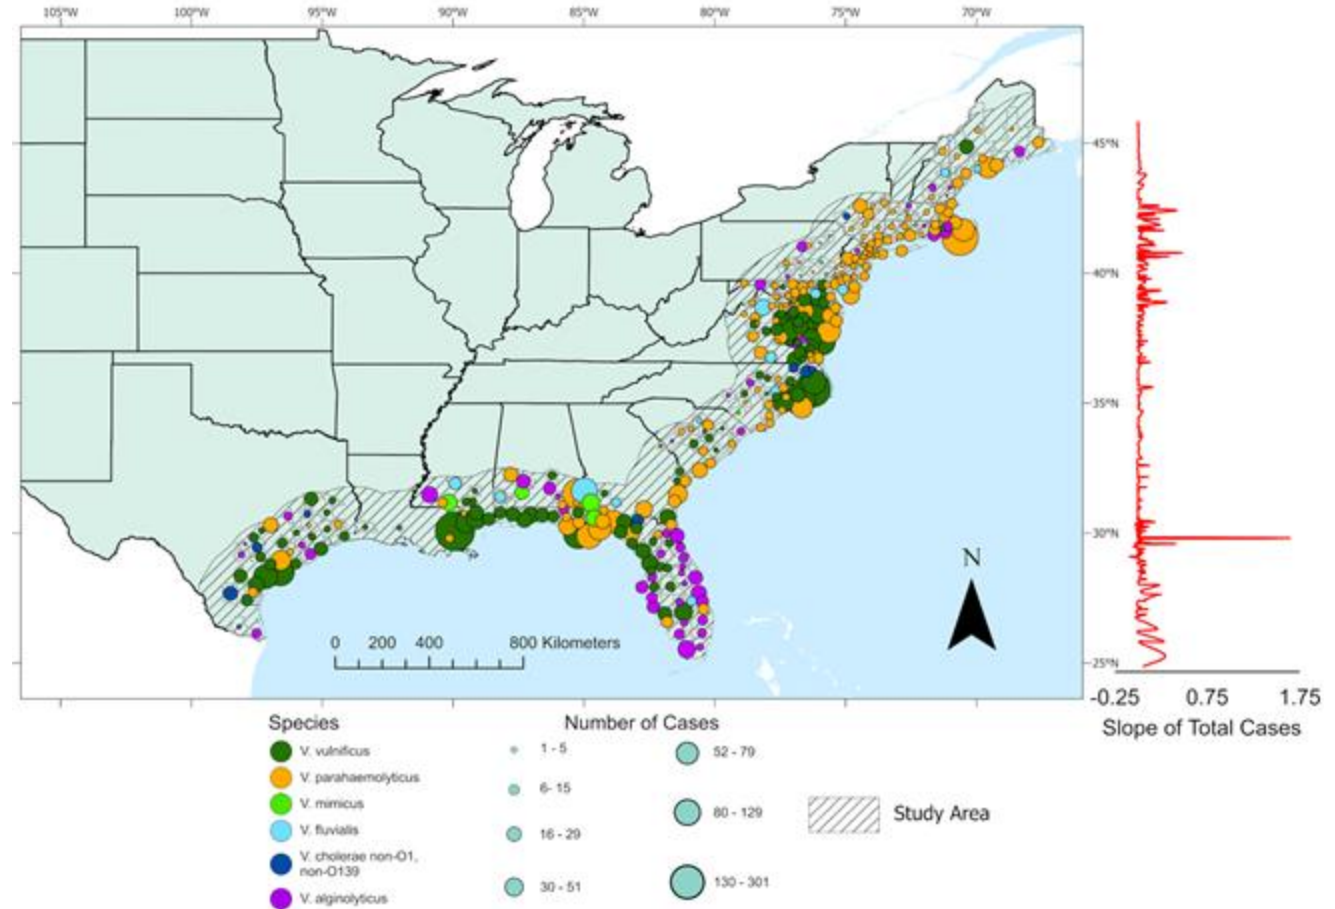 105°W 100°W 95°W 90°W 85°W 80°W 75°W 70°W
45°N
40°N
35°N
30°N
25°N
N
0 200 400 800 Kilometers
-0.25 0.75 1.75
Slope of Total Cases
Species
V. vulnificus
V. parahaemolyticus
V. mimicus
V. fluvialis
V. cholerae non-O1,
non-O139
V. alginolyticus
Number of Cases
1 - 5
6- 15
16 - 29
30 - 51
52 - 79
80 - 129
130 - 301
Study Area